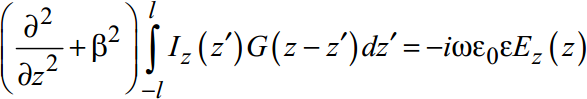 (∂²/∂z² + β²) ∫_{-l}^{l} I_z(z′)G(z − z′)dz′ = −iωε₀εE_z(z)